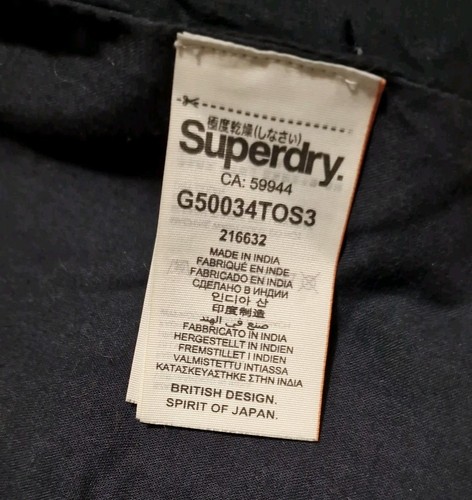 極度乾燥(しなさい)
Superdry.
CA: 59944
G50034TOS3
216632
MADE IN INDIA
FABRIQUÉ EN INDE
FABRICADO EN INDIA
СДЕЛАНО В ИНДИИ
인디아 산
印度制造
صنع في الهند
FABBRICATO IN INDIA
HERGESTELLT IN INDIEN
FREMSTILLET I INDIEN
VALMISTETTU INTIASSA
ΚΑΤΑΣΚΕΥΑΣΤΗΚΕ ΣΤΗΝ ΙΝΔΙΑ
BRITISH DESIGN.
SPIRIT OF JAPAN.